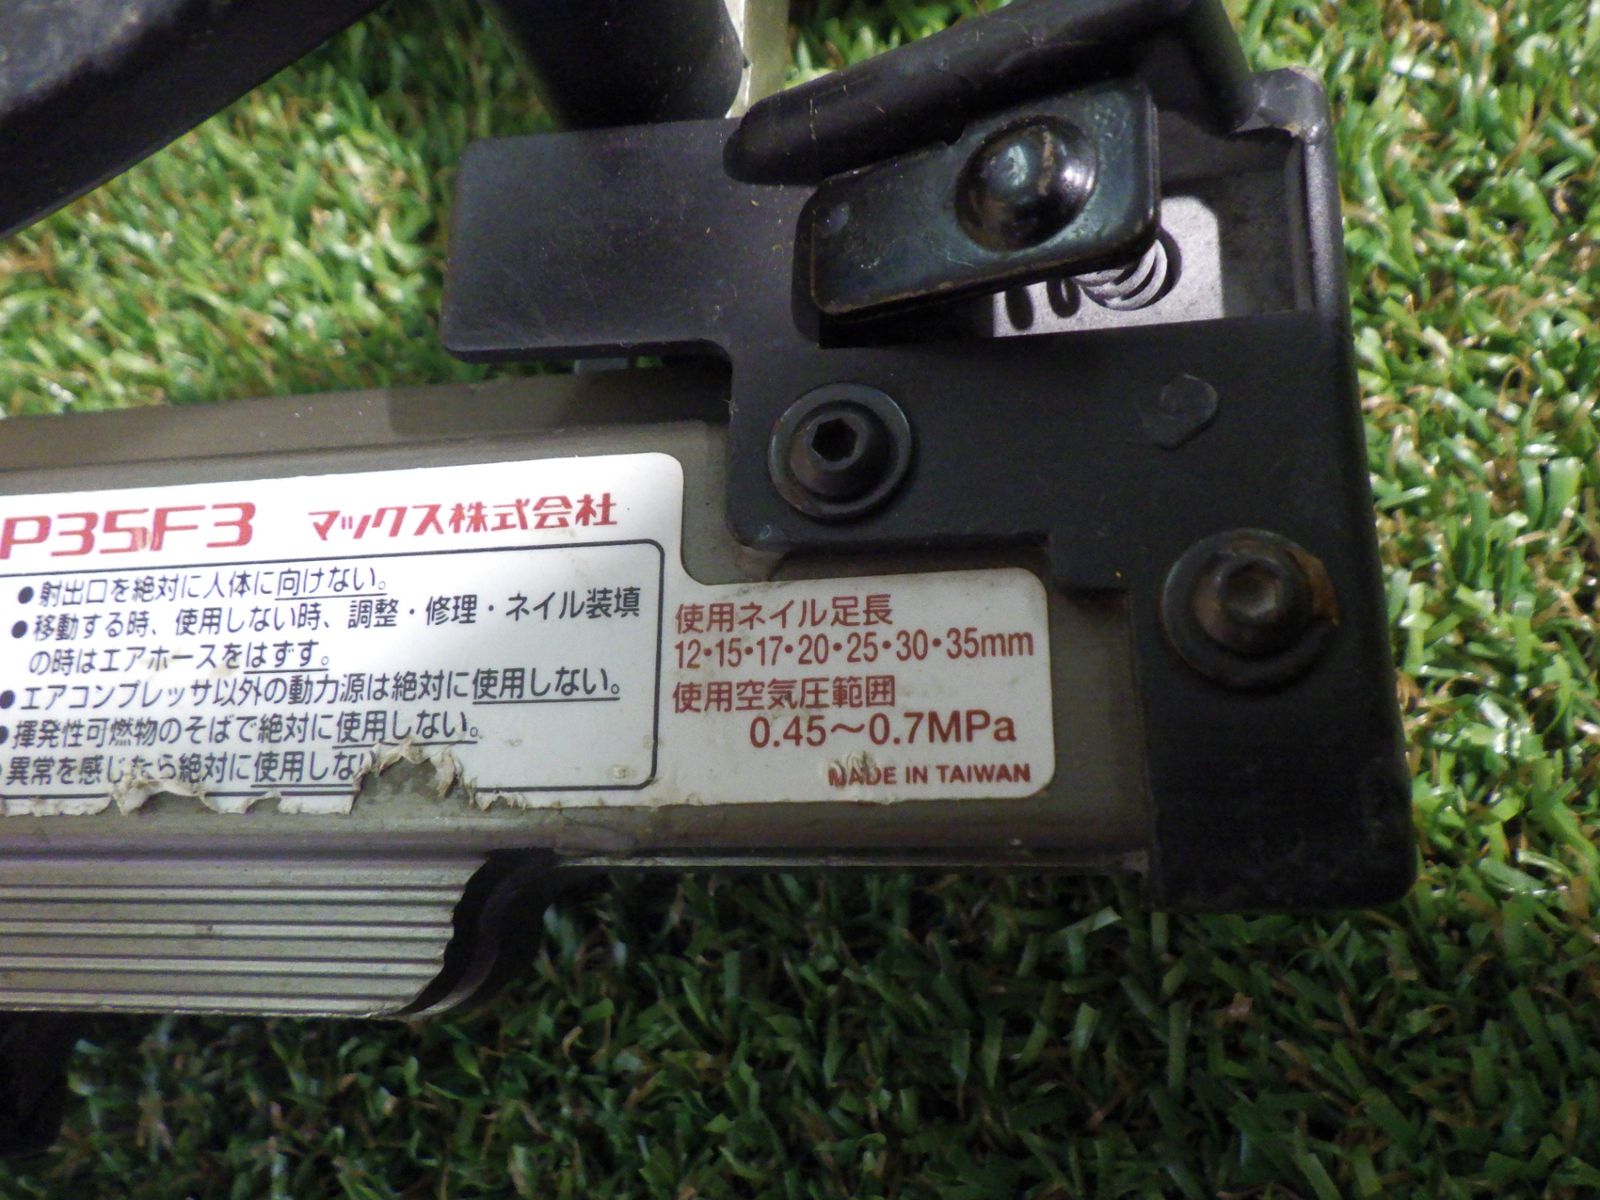 P35F3 マックス株式会社
●射出口を絶対に人体に向けない。
●移動する時、使用しない時、調整・修理・ネイル装填
の時はエアホースをはずす。
●エアコンプレッサ以外の動力源は絶対に使用しない。
●揮発性可燃物のそばで絶対に使用しない。
●異常を感じたら絶対に使用しない
使用ネイル足長
12・15・17・20・25・30・35mm
使用空気圧範囲
0.45～0.7MPa
MADE IN TAIWAN